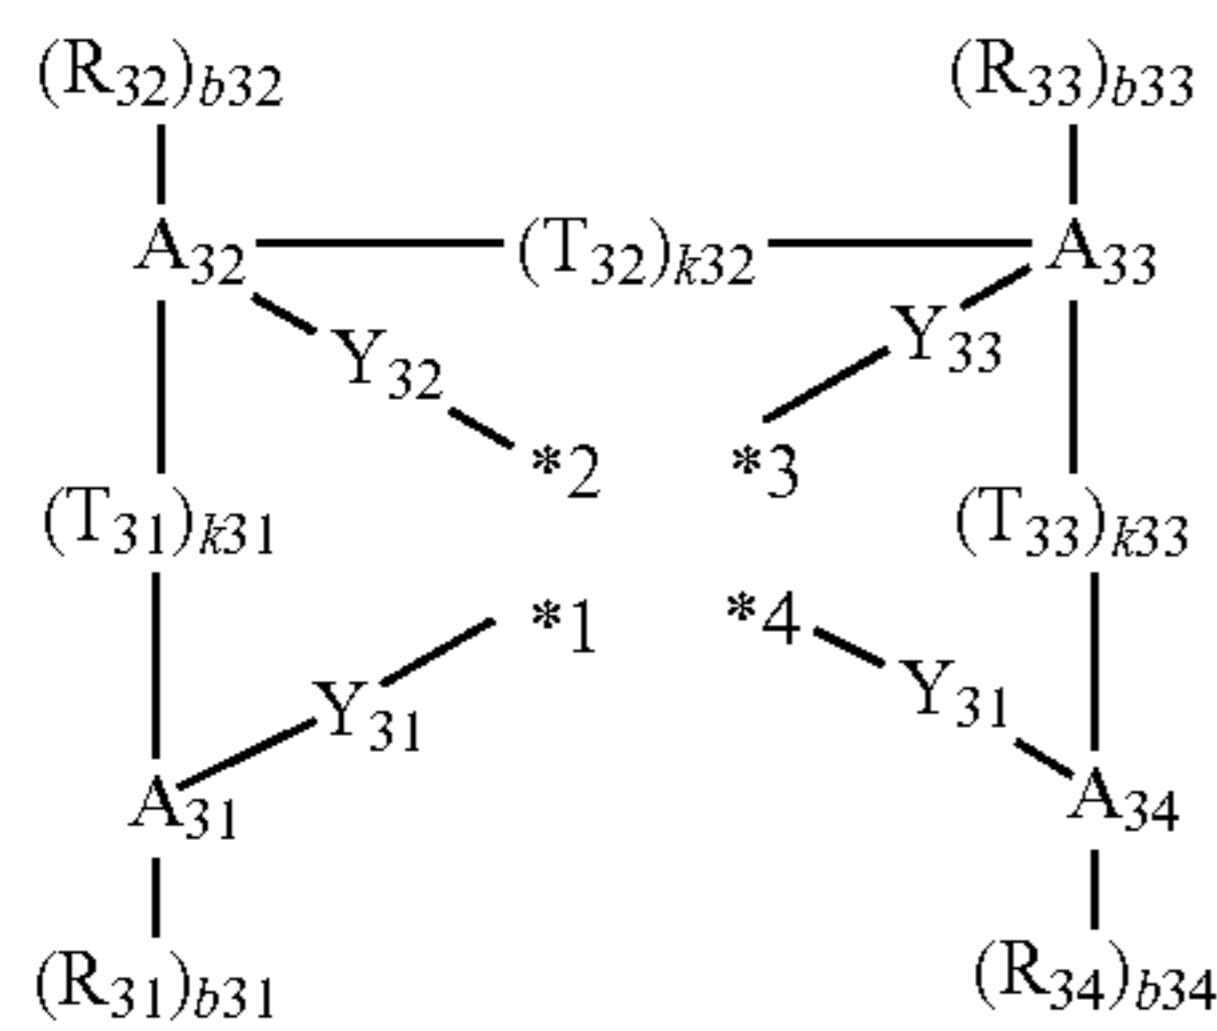 (R32)b32 (R33)b33
A32 (T32)k32 A33
Y32 Y33
*2 *3
(T31)k31 (T33)k33
*1 *4
Y31 Y31
A31 A34
(R31)b31 (R34)b34